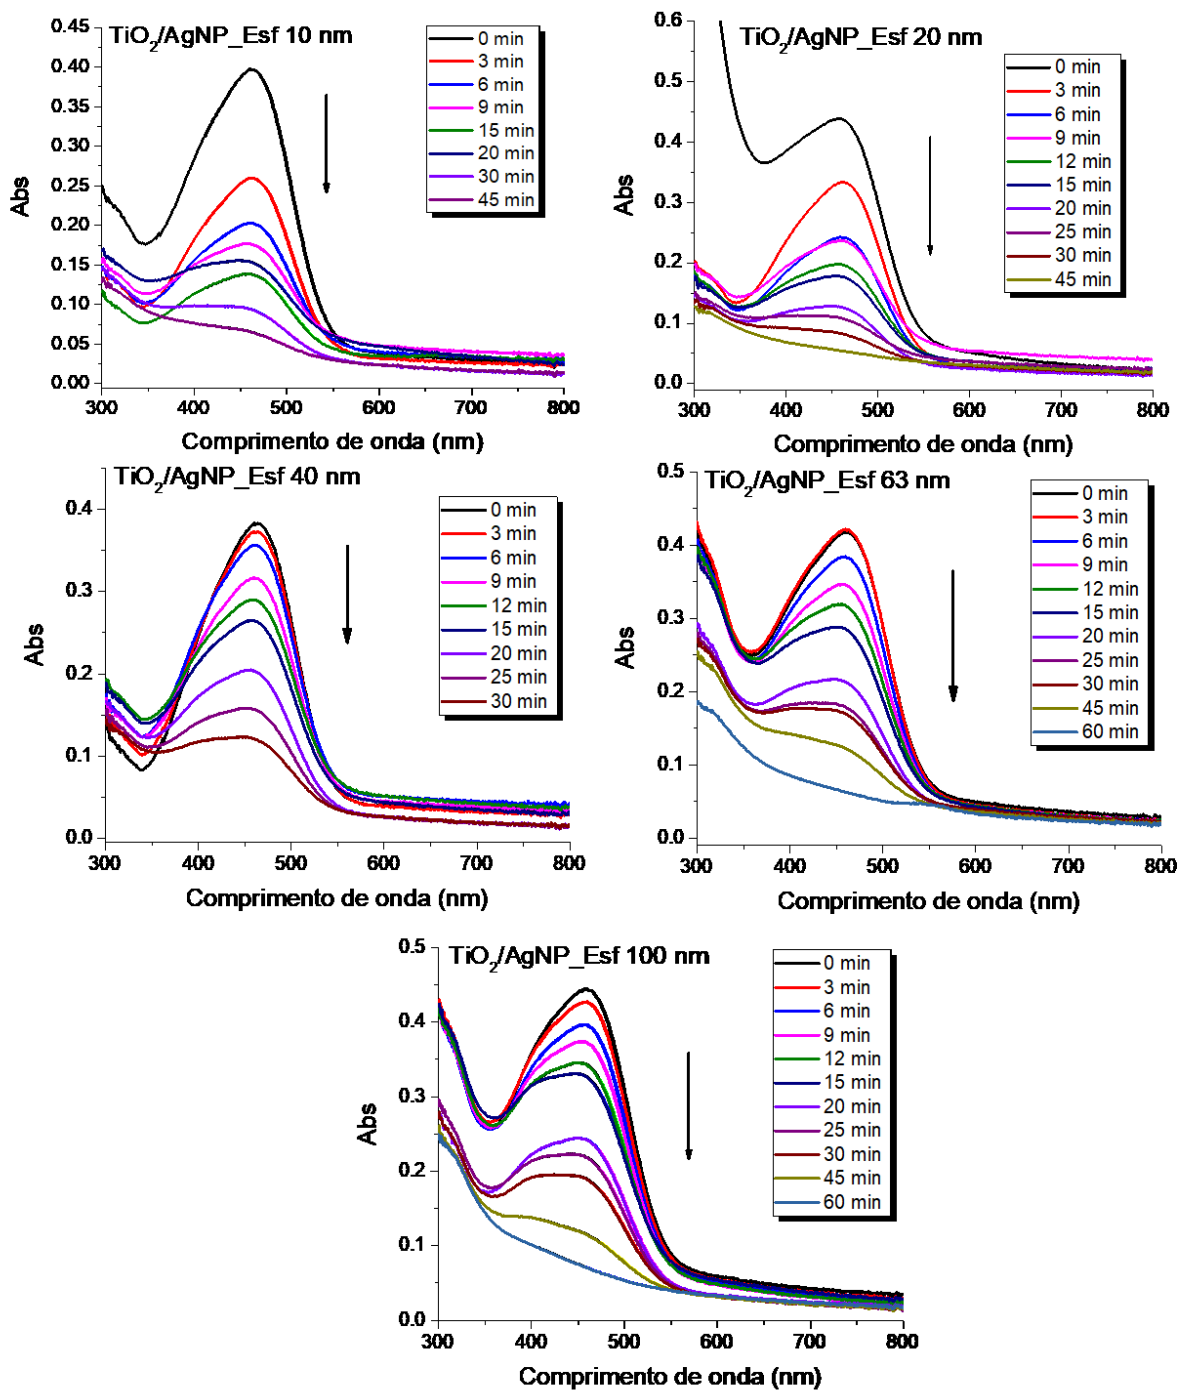 TiO2/AgNP_Esf 10 nm
0 min
3 min
6 min
9 min
15 min
20 min
30 min
45 min
0.45
0.40
0.35
0.30
0.25
0.20
0.15
0.10
0.05
0.00
Abs
300 400 500 600 700 800
Comprimento de onda (nm)
TiO2/AgNP_Esf 20 nm
0 min
3 min
6 min
9 min
12 min
15 min
20 min
25 min
30 min
45 min
0.6
0.5
0.4
0.3
0.2
0.1
0.0
Abs
300 400 500 600 700 800
Comprimento de onda (nm)
TiO2/AgNP_Esf 40 nm
0 min
3 min
6 min
9 min
12 min
15 min
20 min
25 min
30 min
0.4
0.3
0.2
0.1
0.0
Abs
300 400 500 600 700 800
Comprimento de onda (nm)
TiO2/AgNP_Esf 63 nm
0 min
3 min
6 min
9 min
12 min
15 min
20 min
25 min
30 min
45 min
60 min
0.5
0.4
0.3
0.2
0.1
0.0
Abs
300 400 500 600 700 800
Comprimento de onda (nm)
TiO2/AgNP_Esf 100 nm
0 min
3 min
6 min
9 min
12 min
15 min
20 min
25 min
30 min
45 min
60 min
0.5
0.4
0.3
0.2
0.1
0.0
Abs
300 400 500 600 700 800
Comprimento de onda (nm)